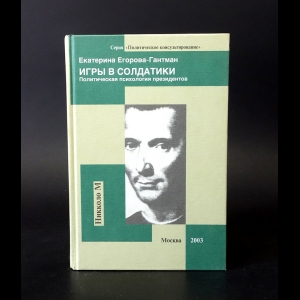 Серия «Политическое консультирование»
Екатерина Егорова-Гантман
ИГРЫ В СОЛДАТИКИ
Политическая психология президентов
Никколо М
Москва 2003